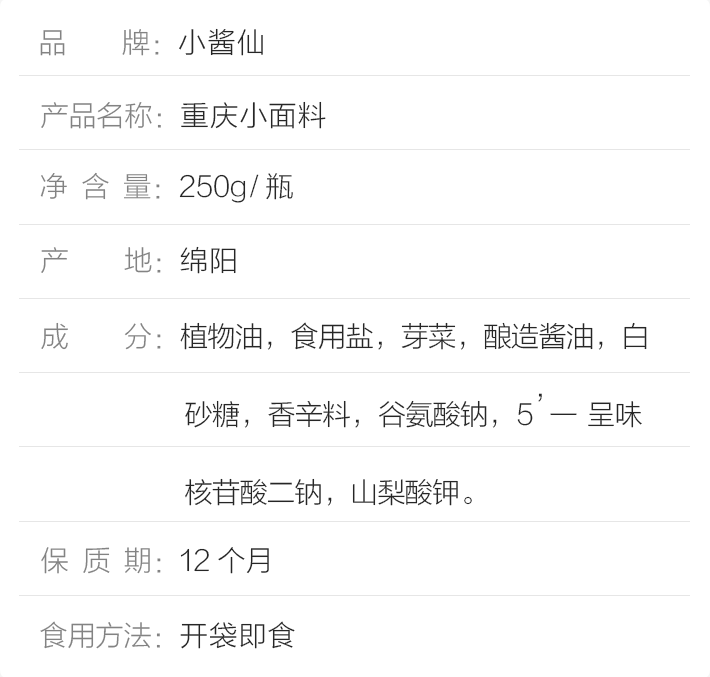 品 牌: 小酱仙
产品名称: 重庆小面料
净 含 量: 250g/ 瓶
产 地: 绵阳
成 分: 植物油，食用盐，芽菜，酿造酱油，白
砂糖，香辛料，谷氨酸钠，5’一 呈味
核苷酸二钠，山梨酸钾。
保 质 期: 12 个月
食用方法: 开袋即食